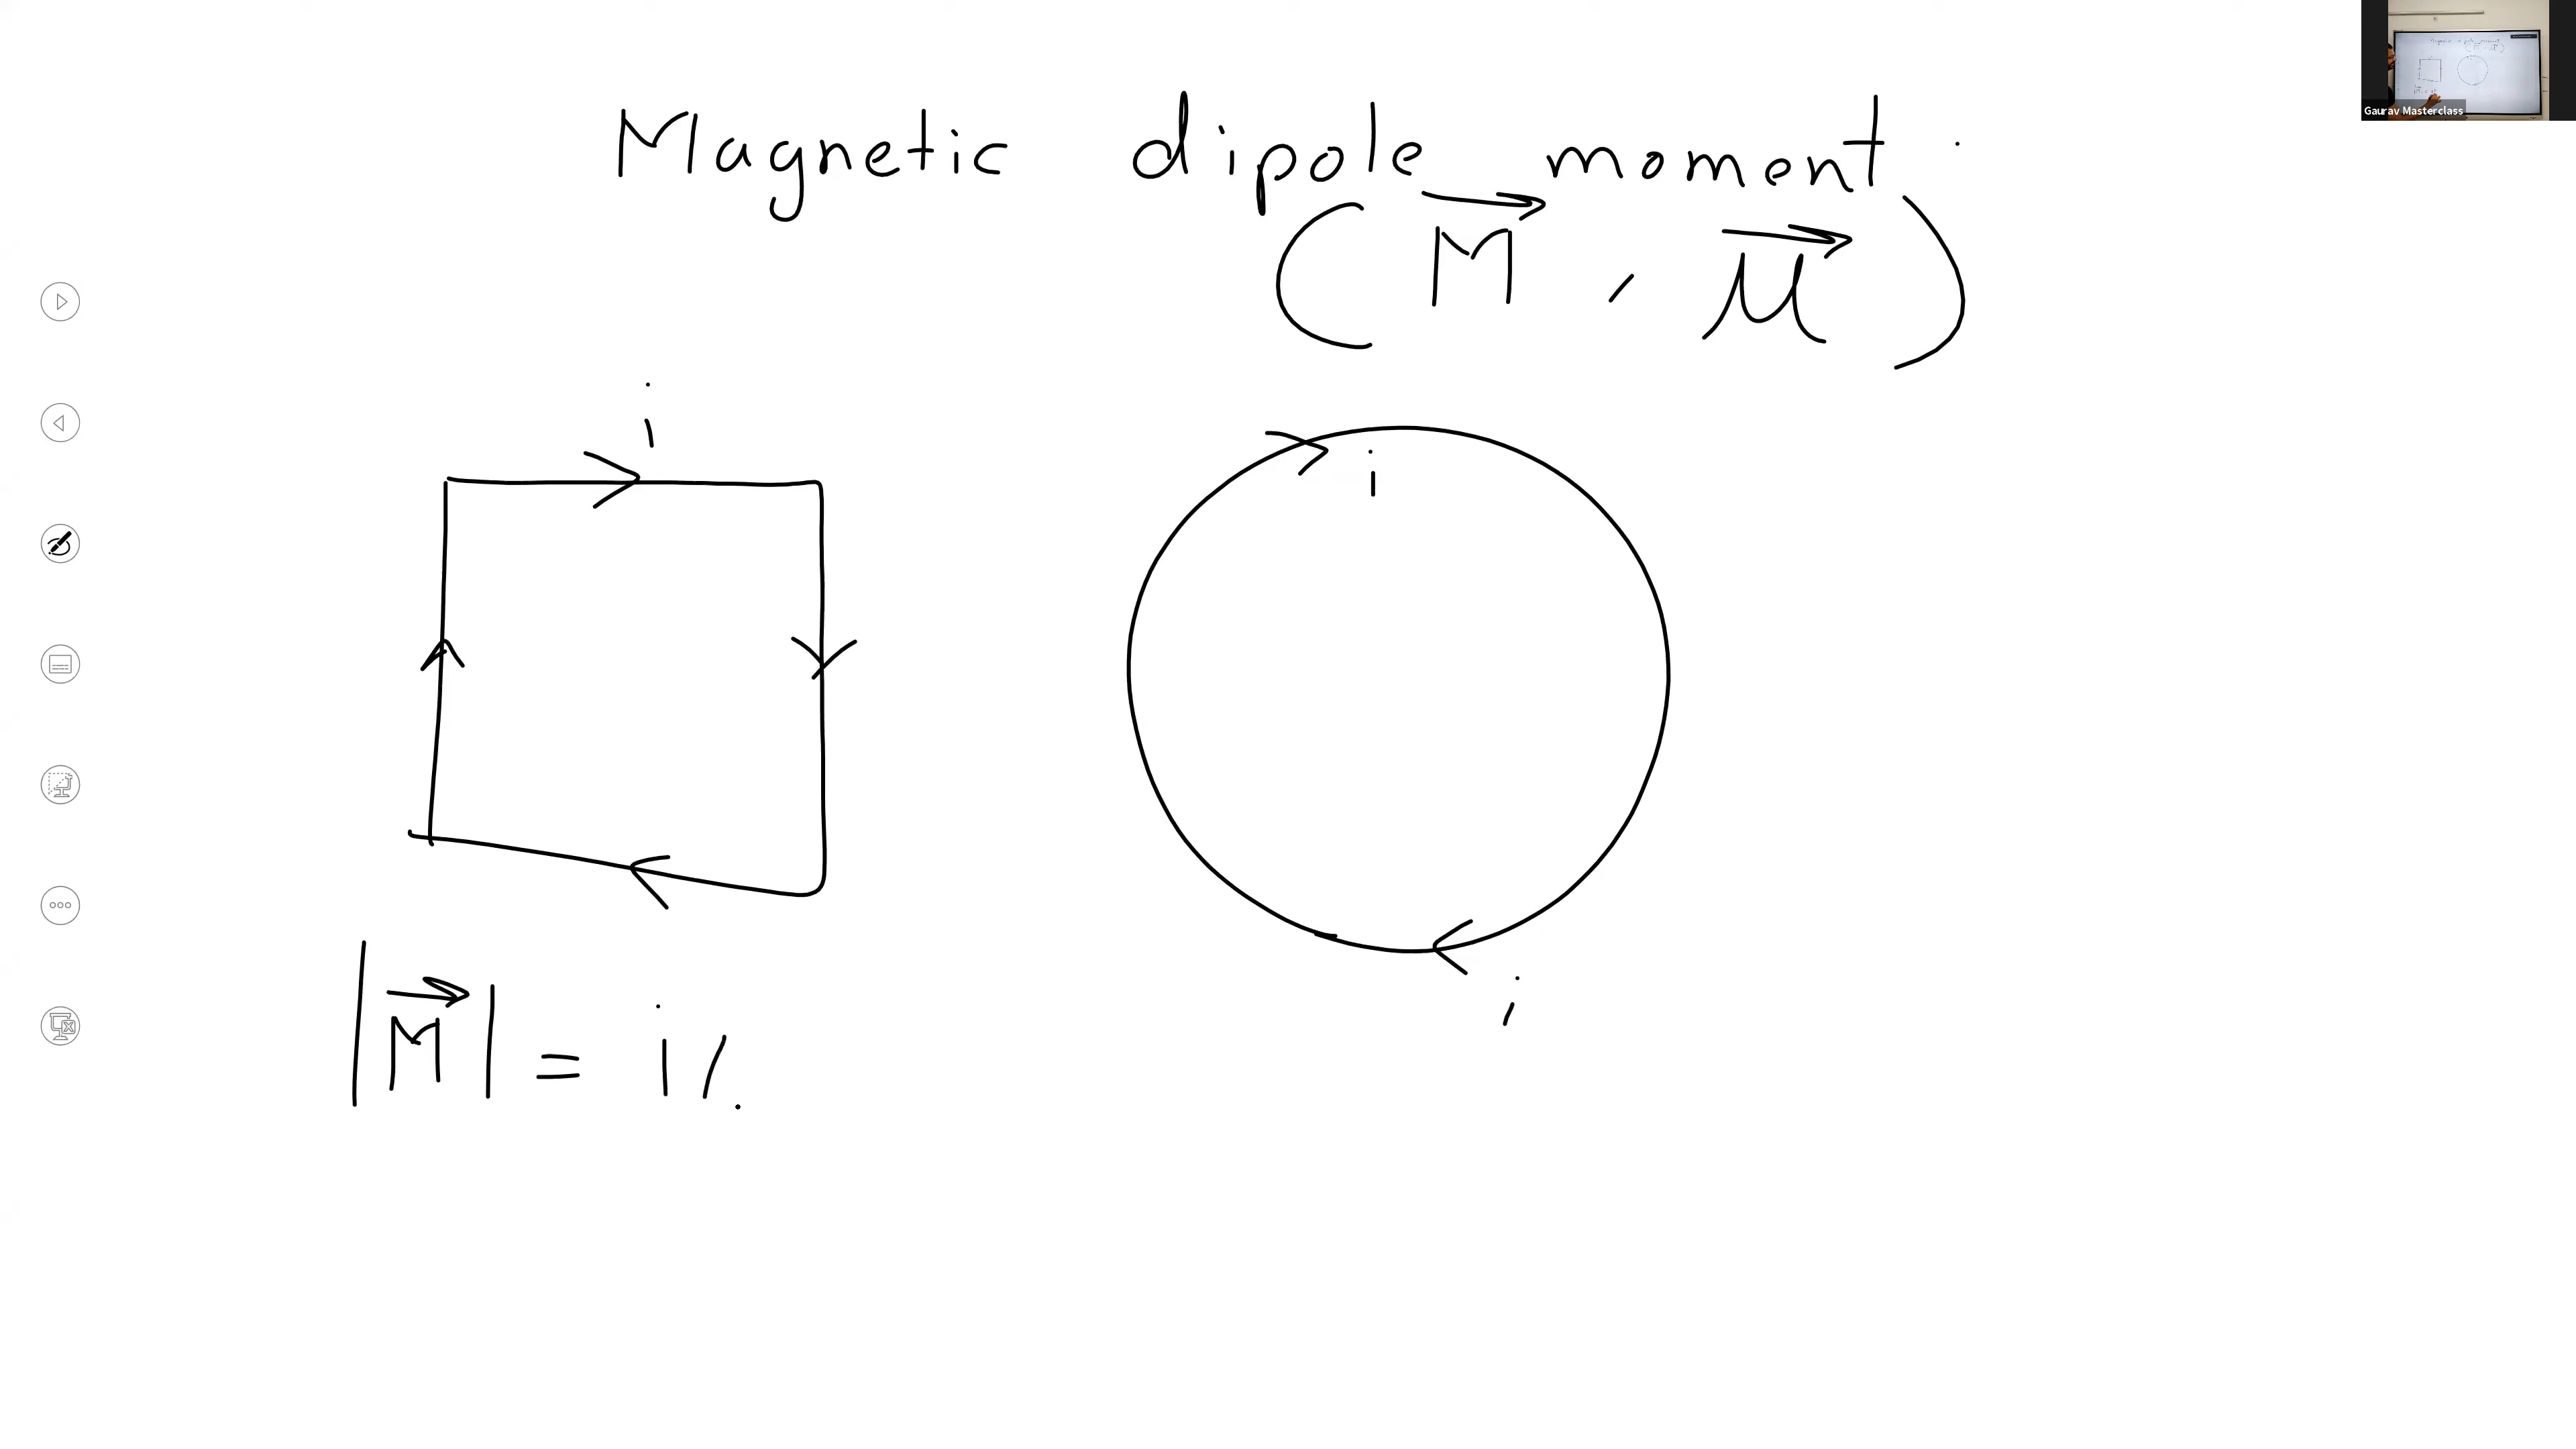 Magnetic dipole moment :
( M⃗ , μ⃗ )
i
i
i
|M⃗| = i
Gaurav Masterclass